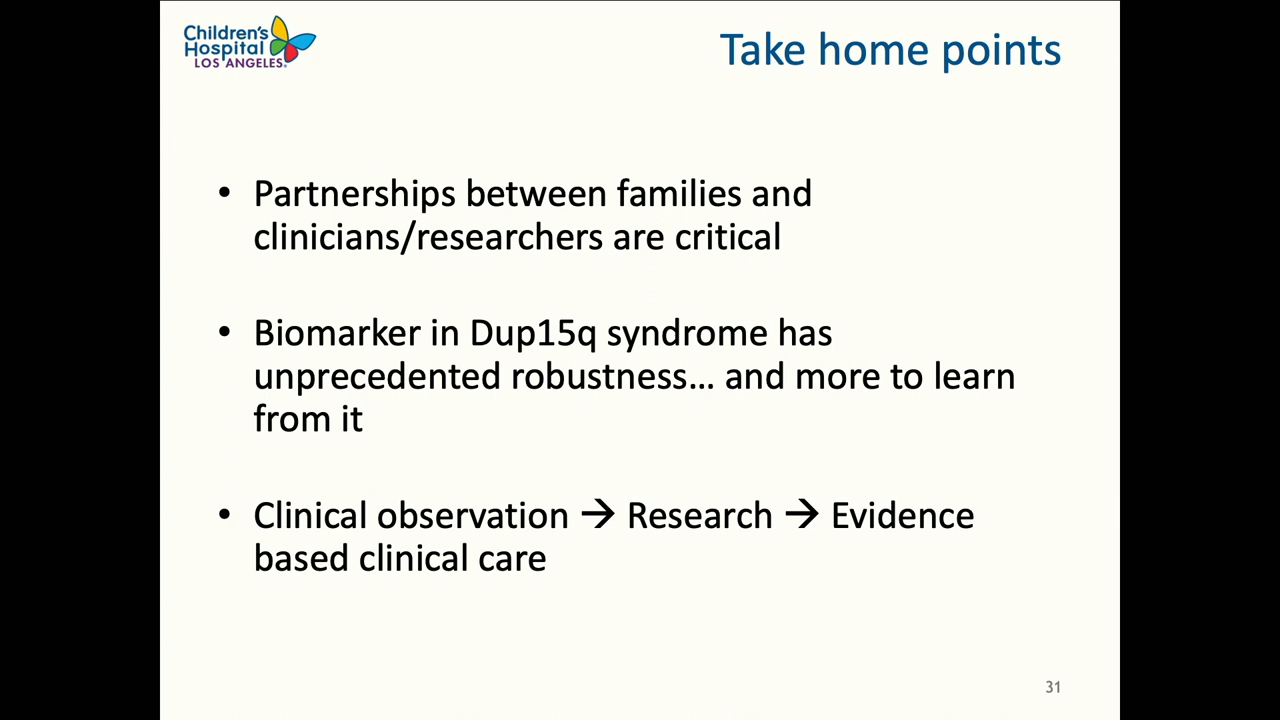 Children's
Hospital
LOS ANGELES®
Take home points
• Partnerships between families and
clinicians/researchers are critical
• Biomarker in Dup15q syndrome has
unprecedented robustness... and more to learn
from it
• Clinical observation → Research → Evidence
based clinical care
31